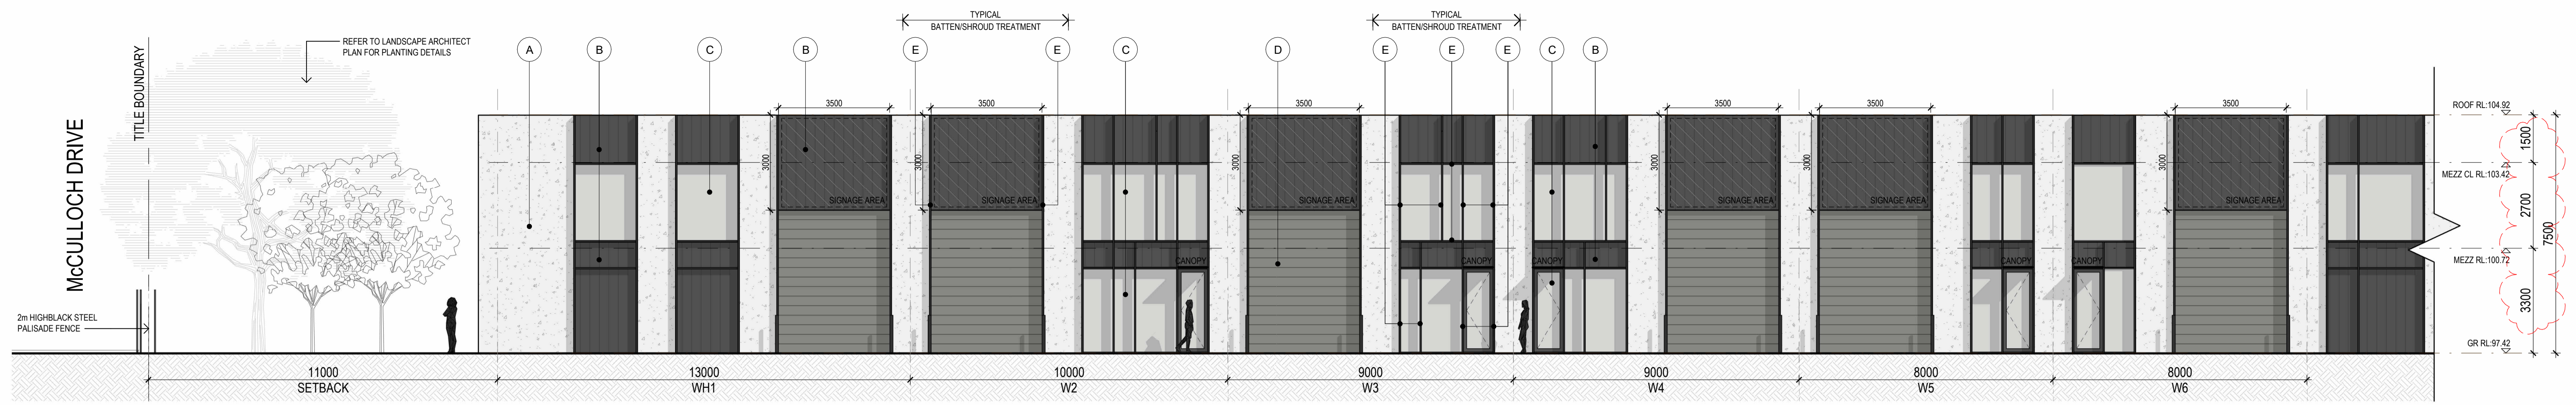 TYPICAL
BATTEN/SHROUD TREATMENT
TYPICAL
BATTEN/SHROUD TREATMENT
REFER TO LANDSCAPE ARCHITECT
PLAN FOR PLANTING DETAILS
A
B
C
B
E
E
C
D
E
E
E
C
B
McCULLOCH DRIVE
TITLE BOUNDARY
3500
3500
3500
3500
3500
3500
3000
3000
3000
3000
3000
3000
SIGNAGE AREA
SIGNAGE AREA
SIGNAGE AREA
SIGNAGE AREA
SIGNAGE AREA
SIGNAGE AREA
CANOPY
CANOPY
CANOPY
CANOPY
CANOPY
ROOF RL:104.92
MEZZ CL RL:103.42
MEZZ RL:100.72
GR RL:97.42
1500
2700
3300
7500
2m HIGHBLACK STEEL
PALISADE FENCE
11000
SETBACK
13000
WH1
10000
W2
9000
W3
9000
W4
8000
W5
8000
W6